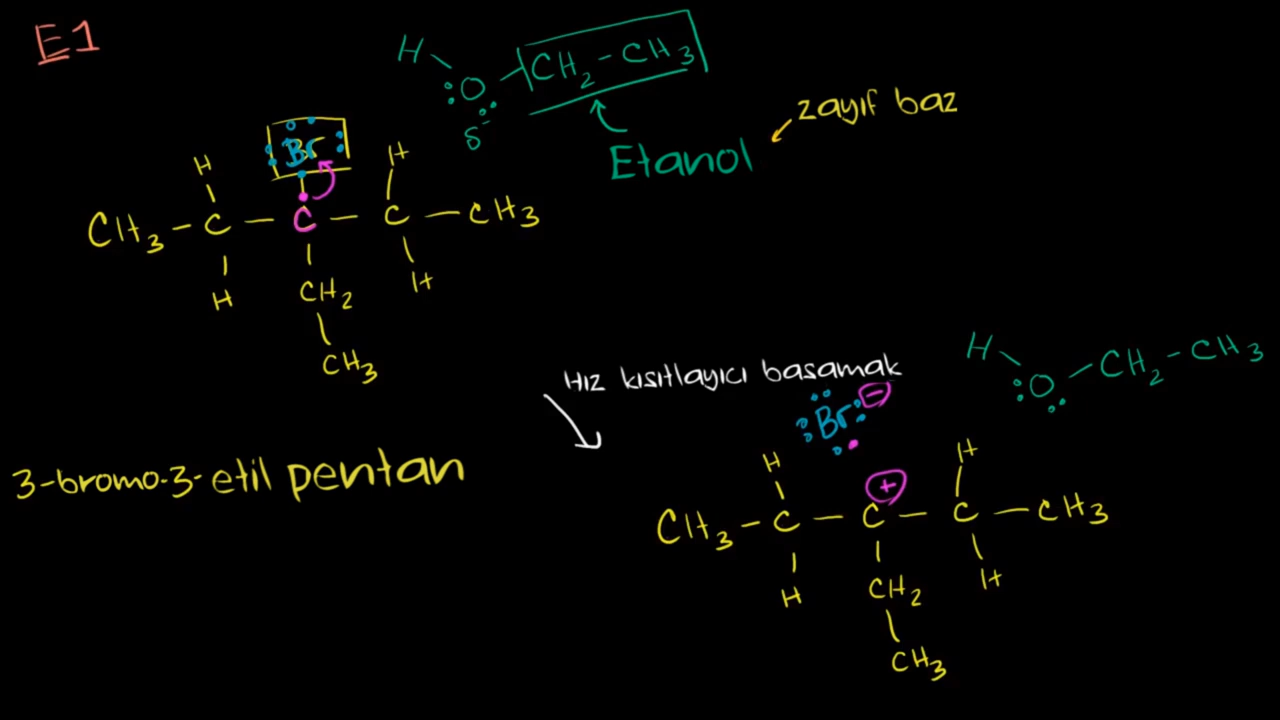 E1
H
:O: - CH2 - CH3
δ-
Etanol
zayıf baz
H Br H
CH3 - C - C - C - CH3
H CH2 H
CH3
3-bromo-3-etil pentan
Hız kısıtlayıcı basamak
H
:O: - CH2 - CH3
Br -
H + H
CH3 - C - C - C - CH3
H CH2 H
CH3